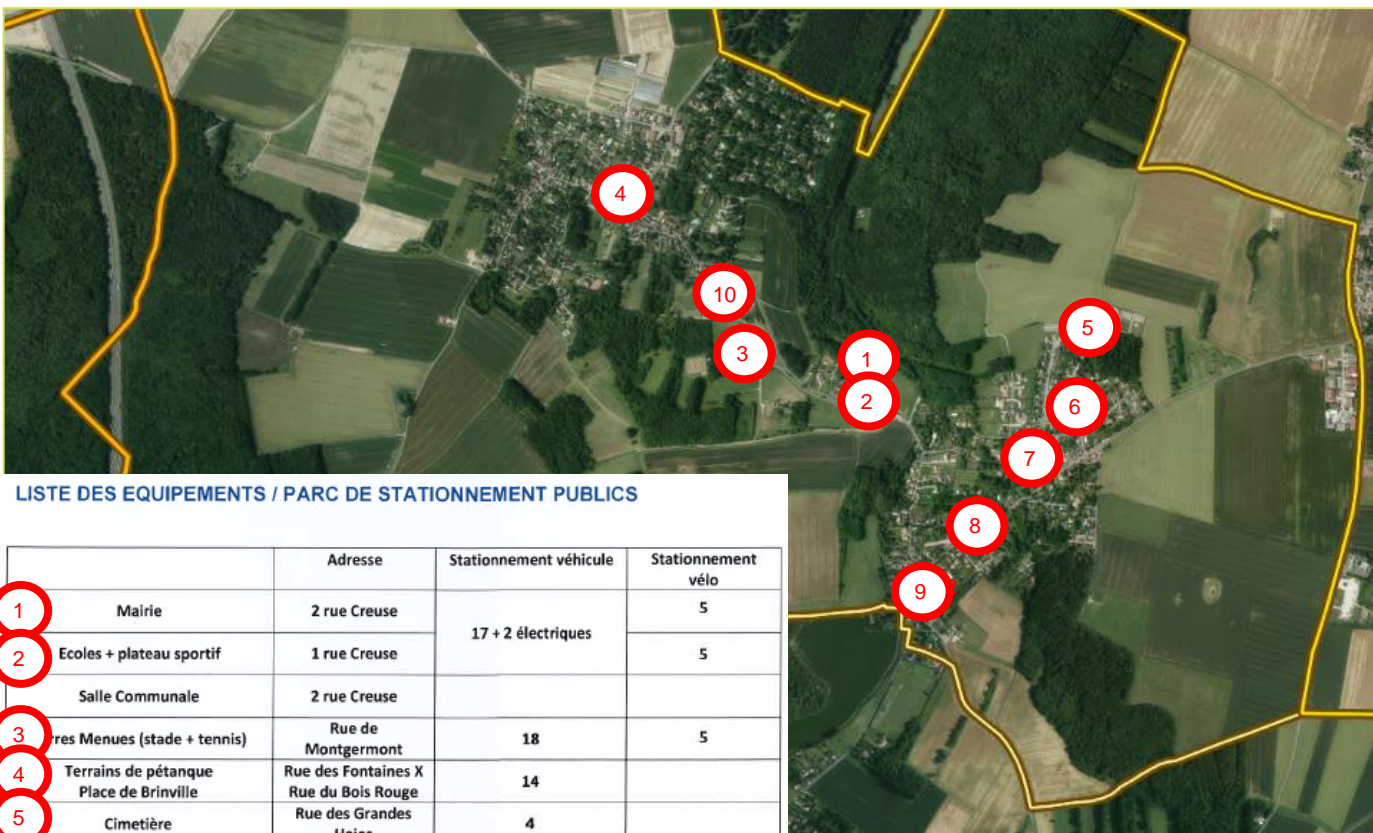 4
10
3
5
1
2
6
7
8
9
LISTE DES EQUIPEMENTS / PARC DE STATIONNEMENT PUBLICS
Adresse Stationnement véhicule Stationnement
vélo
1 Mairie 2 rue Creuse 17 + 2 électriques 5
2 Ecoles + plateau sportif 1 rue Creuse 5
Salle Communale 2 rue Creuse
3 Menues (stade + tennis) Rue de
Montgermont 18 5
4 Terrains de pétanque
Place de Brinville
Rue des Fontaines X
Rue du Bois Rouge
14
5 Cimetière Rue des Grandes 4